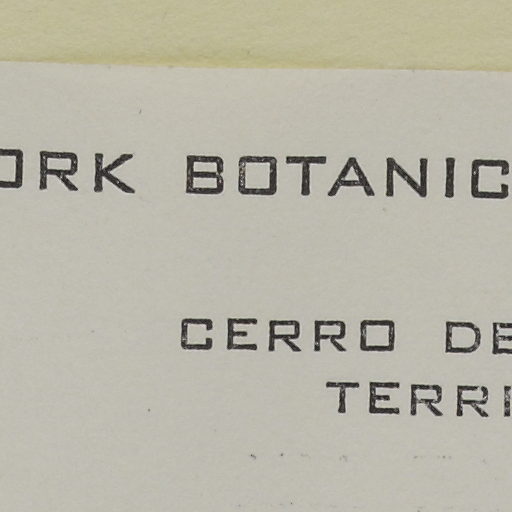 ORK BOTANIC
CERRO DE
TERRI